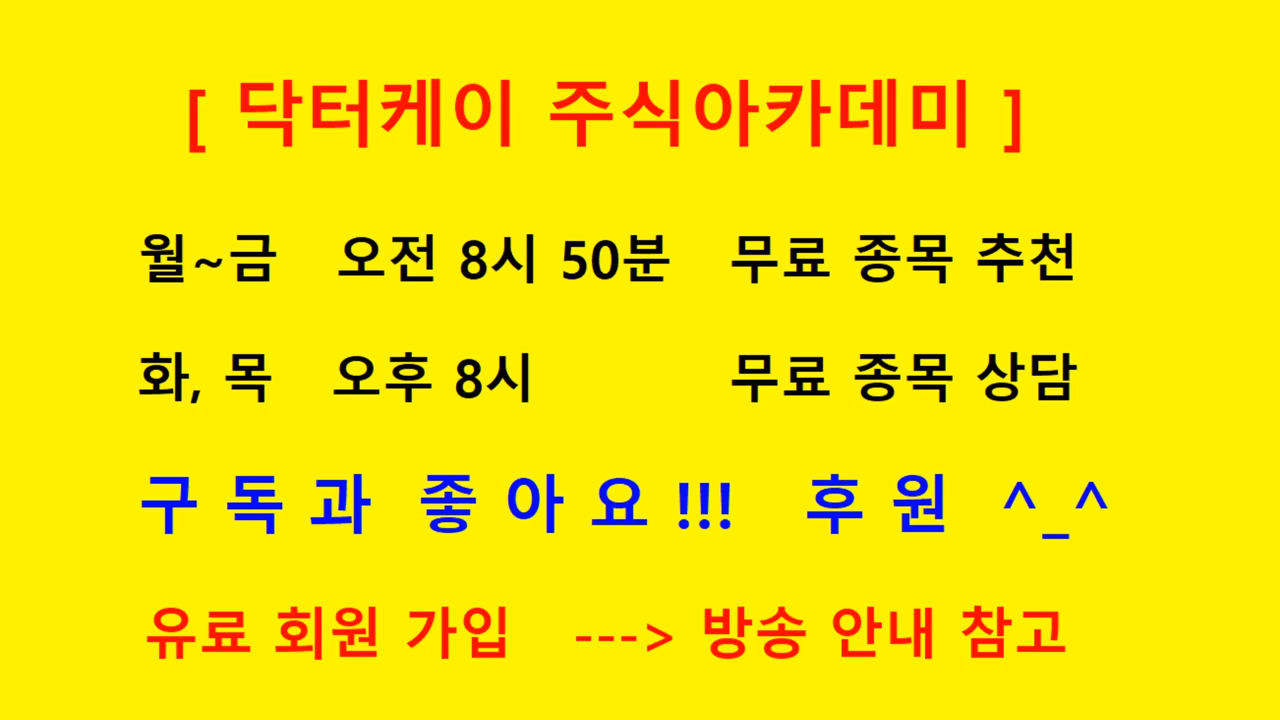 [ 닥터케이 주식아카데미 ]
월~금 오전 8시 50분 무료 종목 추천
화, 목 오후 8시 무료 종목 상담
구 독 과 좋 아 요 !!! 후 원 ^_^
유료 회원 가입 ---> 방송 안내 참고